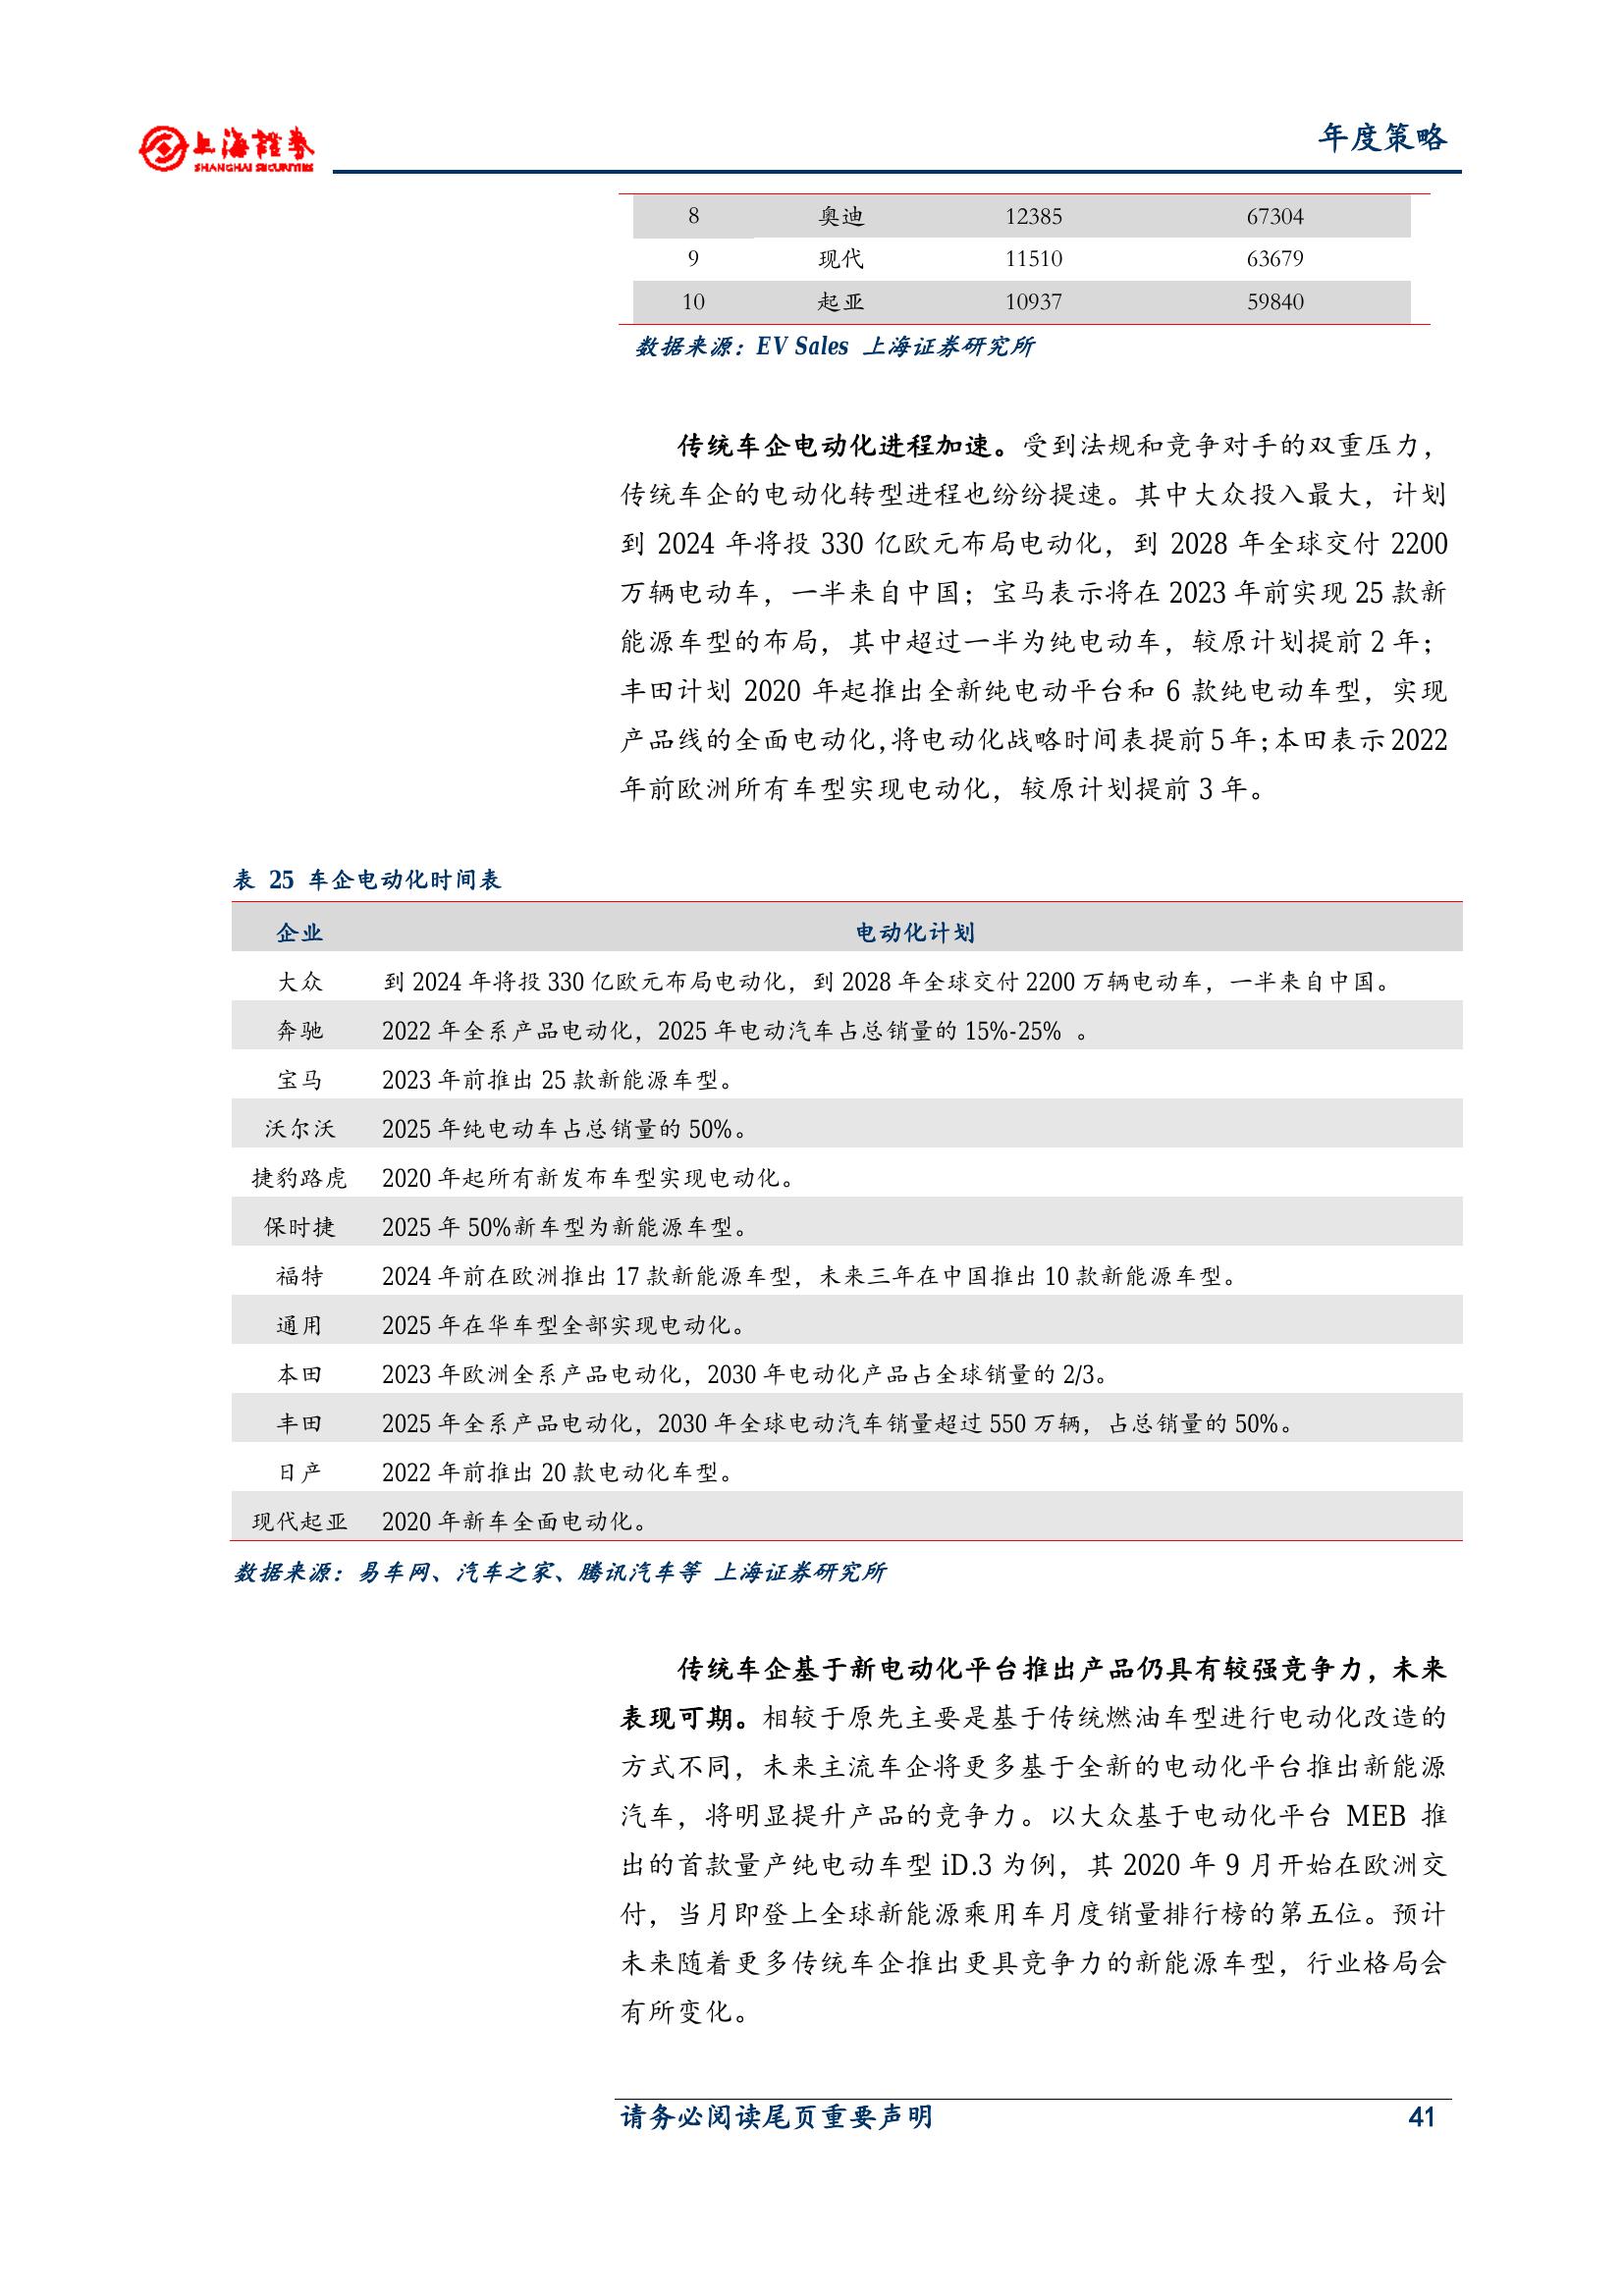 上海證券
SHANGHAI SECURITIES
年度策略
8 奥迪 12385 67304
9 现代 11510 63679
10 起亚 10937 59840
数据来源：EV Sales 上海证券研究所
传统车企电动化进程加速。受到法规和竞争对手的双重压力，
传统车企的电动化转型进程也纷纷提速。其中大众投入最大，计划
到 2024 年将投 330 亿欧元布局电动化，到 2028 年全球交付 2200
万辆电动车，一半来自中国；宝马表示将在 2023 年前实现 25 款新
能源车型的布局，其中超过一半为纯电动车，较原计划提前 2 年；
丰田计划 2020 年起推出全新纯电动平台和 6 款纯电动车型，实现
产品线的全面电动化,将电动化战略时间表提前 5 年;本田表示 2022
年前欧洲所有车型实现电动化，较原计划提前 3 年。
表 25 车企电动化时间表
企业 电动化计划
大众 到 2024 年将投 330 亿欧元布局电动化，到 2028 年全球交付 2200 万辆电动车，一半来自中国。
奔驰 2022 年全系产品电动化，2025 年电动汽车占总销量的 15%-25% 。
宝马 2023 年前推出 25 款新能源车型。
沃尔沃 2025 年纯电动车占总销量的 50%。
捷豹路虎 2020 年起所有新发布车型实现电动化。
保时捷 2025 年 50%新车型为新能源车型。
福特 2024 年前在欧洲推出 17 款新能源车型，未来三年在中国推出 10 款新能源车型。
通用 2025 年在华车型全部实现电动化。
本田 2023 年欧洲全系产品电动化，2030 年电动化产品占全球销量的 2/3。
丰田 2025 年全系产品电动化，2030 年全球电动汽车销量超过 550 万辆，占总销量的 50%。
日产 2022 年前推出 20 款电动化车型。
现代起亚 2020 年新车全面电动化。
数据来源：易车网、汽车之家、腾讯汽车等 上海证券研究所
传统车企基于新电动化平台推出产品仍具有较强竞争力，未来
表现可期。相较于原先主要是基于传统燃油车型进行电动化改造的
方式不同，未来主流车企将更多基于全新的电动化平台推出新能源
汽车，将明显提升产品的竞争力。以大众基于电动化平台 MEB 推
出的首款量产纯电动车型 iD.3 为例，其 2020 年 9 月开始在欧洲交
付，当月即登上全球新能源乘用车月度销量排行榜的第五位。预计
未来随着更多传统车企推出更具竞争力的新能源车型，行业格局会
有所变化。
请务必阅读尾页重要声明 41